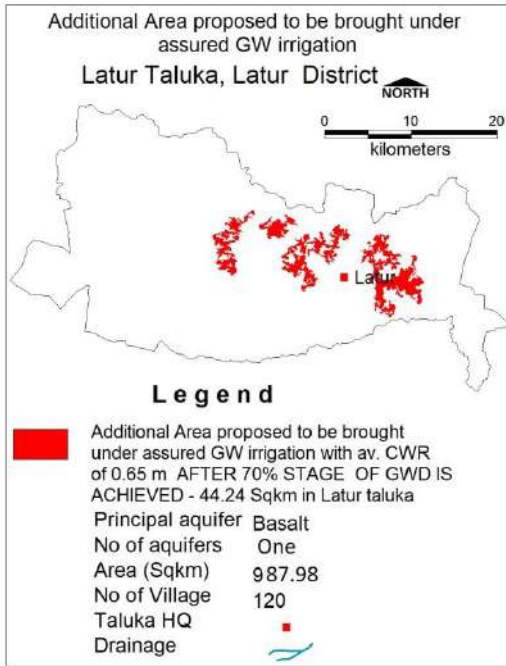 Additional Area proposed to be brought under
assured GW irrigation
Latur Taluka, Latur District
NORTH
0 10 20
kilometers
Latur
Legend
Additional Area proposed to be brought
under assured GW irrigation with av. CWR
of 0.65 m AFTER 70% STAGE OF GWD IS
ACHIEVED - 44.24 Sqkm in Latur taluka
Principal aquifer Basalt
No of aquifers One
Area (Sqkm) 987.98
No of Village 120
Taluka HQ
Drainage